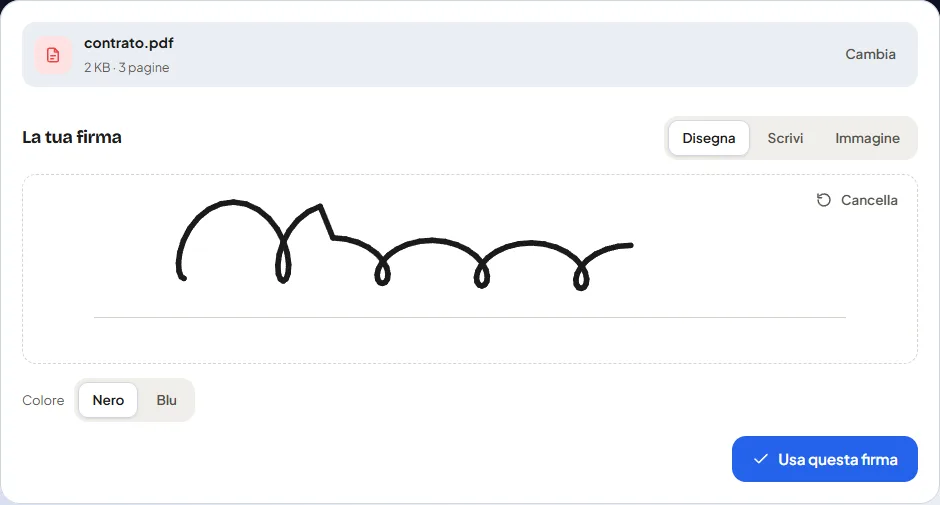 contrato.pdf
2 KB · 3 pagine
Cambia
La tua firma
Disegna
Scrivi
Immagine
Cancella
Colore
Nero
Blu
Usa questa firma